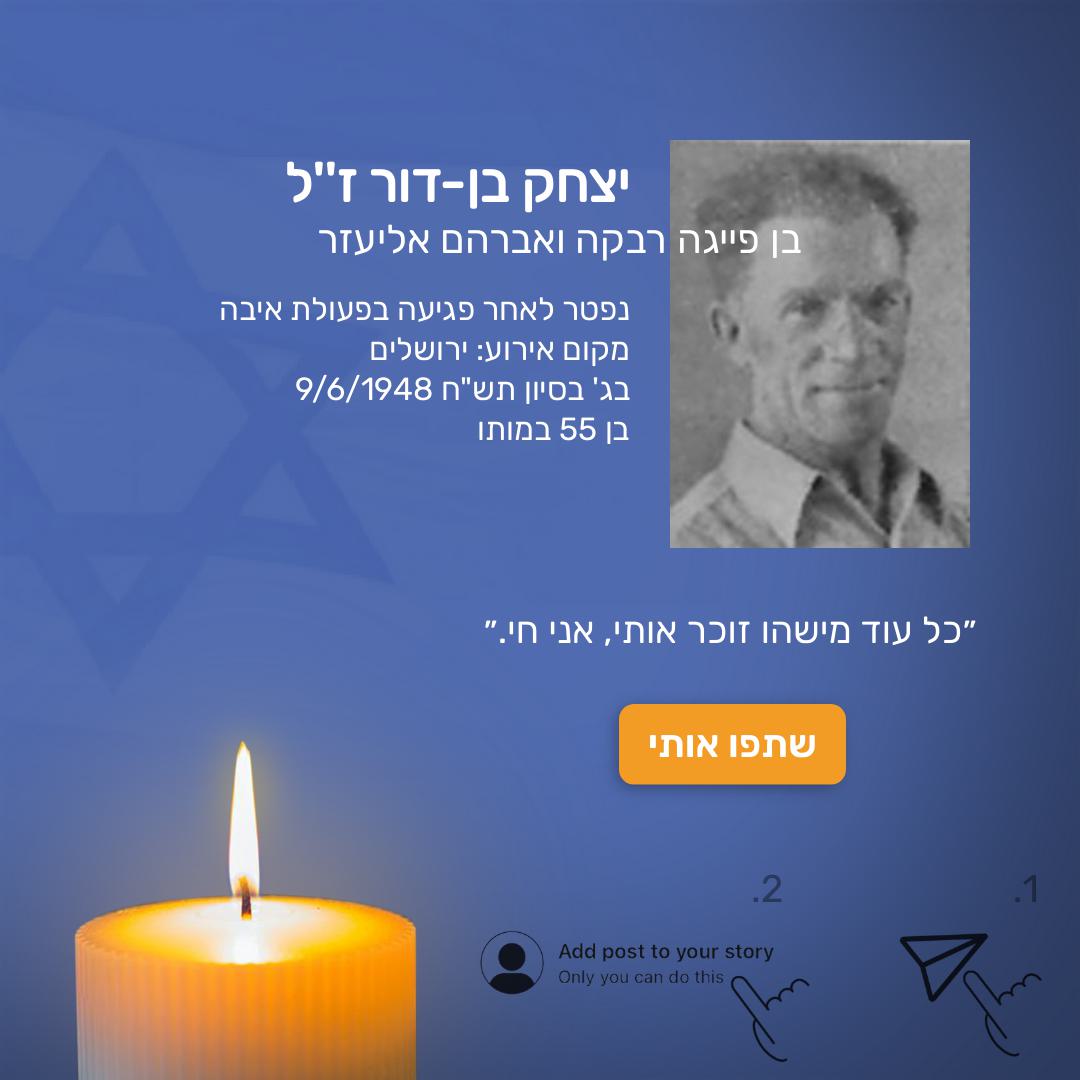 יצחק בן-דור ז"ל
בן פייגה רבקה ואברהם אליעזר
נפטר לאחר פגיעה בפעולת איבה
מקום אירוע: ירושלים
בג' בסיון תש"ח 9/6/1948
בן 55 במותו
״כל עוד מישהו זוכר אותי, אני חי.״
שתפו אותי
.1
.2
Add post to your story
Only you can do this